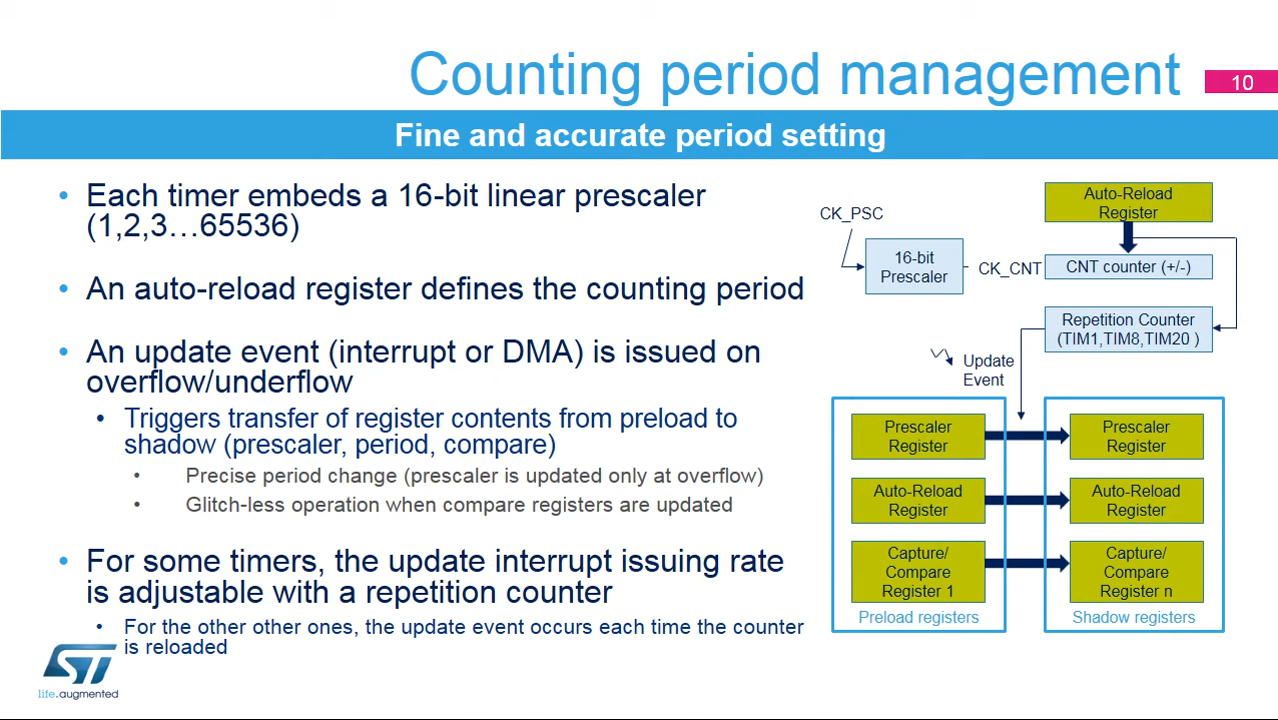 Counting period management
10
Fine and accurate period setting
• Each timer embeds a 16-bit linear prescaler
(1,2,3…65536)
• An auto-reload register defines the counting period
• An update event (interrupt or DMA) is issued on
overflow/underflow
• Triggers transfer of register contents from preload to
shadow (prescaler, period, compare)
• Precise period change (prescaler is updated only at overflow)
• Glitch-less operation when compare registers are updated
• For some timers, the update interrupt issuing rate
is adjustable with a repetition counter
• For the other other ones, the update event occurs each time the counter
is reloaded
Auto-Reload
Register
CK_PSC
16-bit
Prescaler
CK_CNT
CNT counter (+/-)
Repetition Counter
(TIM1,TIM8,TIM20 )
Update
Event
Prescaler
Register
Prescaler
Register
Auto-Reload
Register
Auto-Reload
Register
Capture/
Compare
Register 1
Capture/
Compare
Register n
Preload registers
Shadow registers
ST
life.augmented